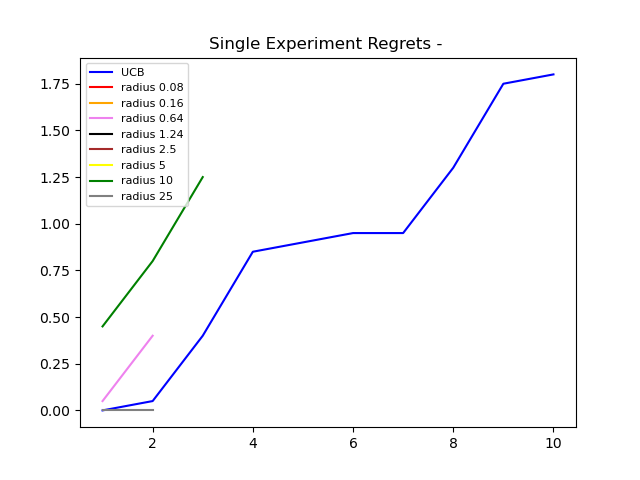 Single Experiment Regrets -
UCB
radius 0.08
radius 0.16
radius 0.64
radius 1.24
radius 2.5
radius 5
radius 10
radius 25
1.75
1.50
1.25
1.00
0.75
0.50
0.25
0.00
2 4 6 8 10